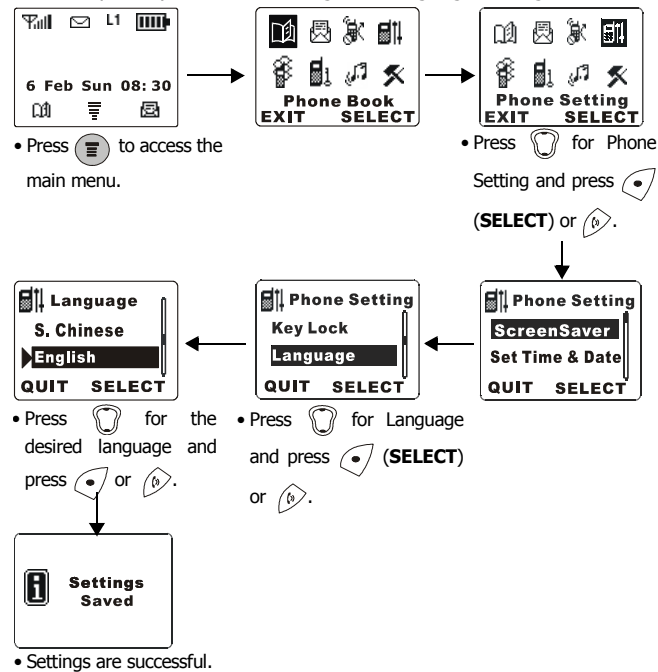 L1
6 Feb Sun 08:30
• Press to access the
main menu.
Phone Book
EXIT SELECT
Phone Setting
EXIT SELECT
• Press for Phone
Setting and press
(SELECT) or .
Phone Setting
ScreenSaver
Set Time & Date
QUIT SELECT
Phone Setting
Key Lock
Language
QUIT SELECT
• Press for Language
and press (SELECT)
or .
Language
S. Chinese
English
QUIT SELECT
• Press for the
desired language and
press or .
Settings
Saved
• Settings are successful.